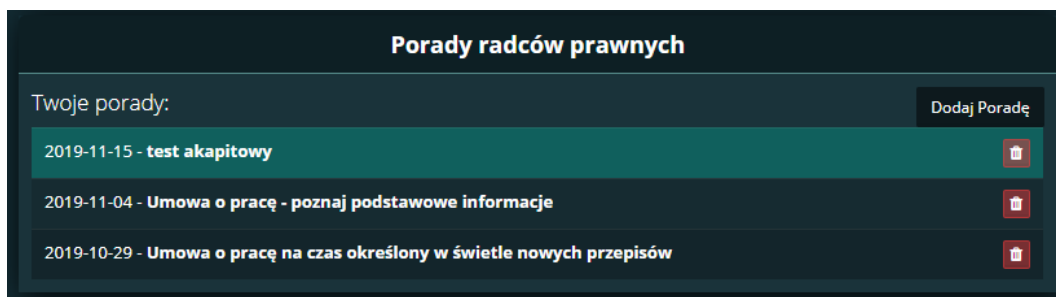 Porady radców prawnych
Twoje porady:
Dodaj Poradę
2019-11-15 - test akapitowy
2019-11-04 - Umowa o pracę - poznaj podstawowe informacje
2019-10-29 - Umowa o pracę na czas określony w świetle nowych przepisów